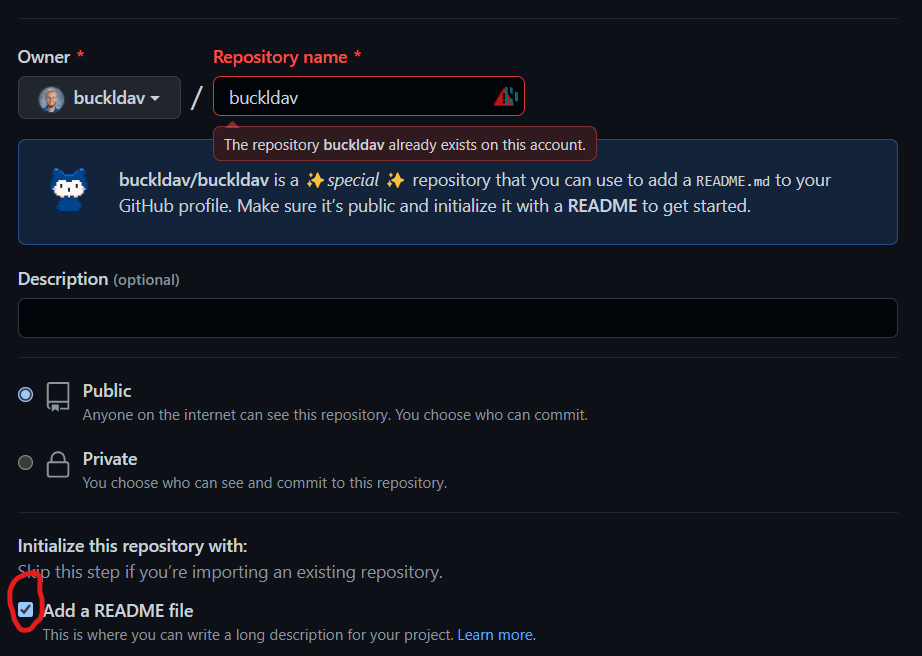 Owner *
Repository name *
buckldav
/
buckldav
The repository buckldav already exists on this account.
buckldav/buckldav is a ✨ special ✨ repository that you can use to add a README.md to your
GitHub profile. Make sure it’s public and initialize it with a README to get started.
Description (optional)
Public
Anyone on the internet can see this repository. You choose who can commit.
Private
You choose who can see and commit to this repository.
Initialize this repository with:
Skip this step if you’re importing an existing repository.
Add a README file
This is where you can write a long description for your project. Learn more.